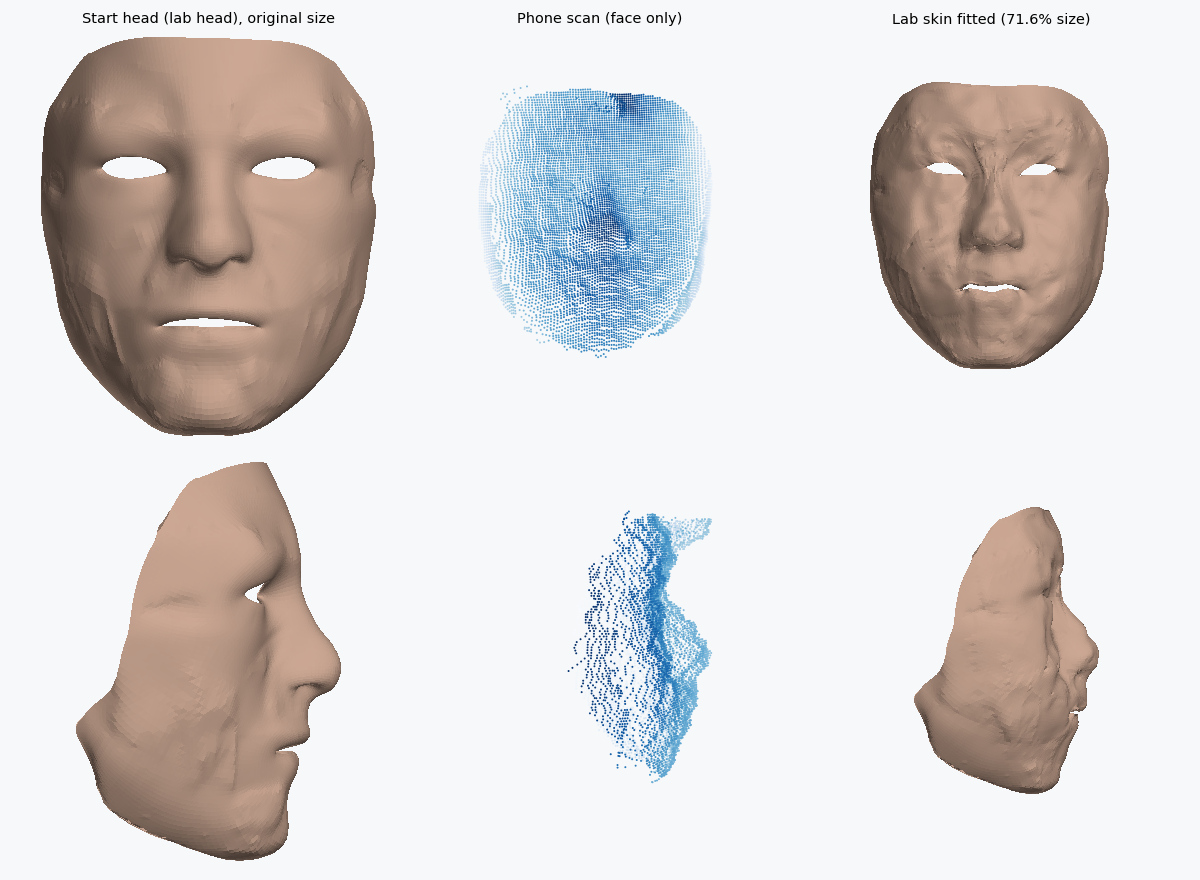 Start head (lab head), original size
Phone scan (face only)
Lab skin fitted (71.6% size)